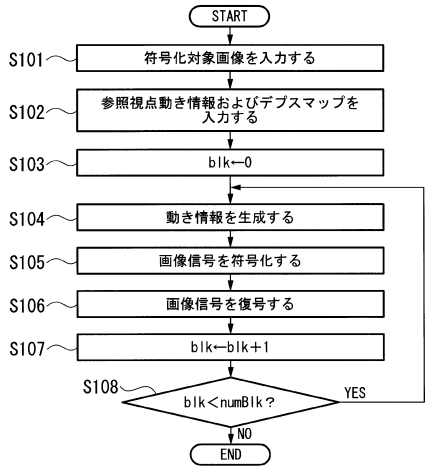 START
S101
符号化対象画像を入力する
S102
参照視点動き情報およびデプスマップを
入力する
S103
blk←0
S104
動き情報を生成する
S105
画像信号を符号化する
S106
画像信号を復号する
S107
blk←blk+1
S108
blk<numBlk?
YES
NO
END